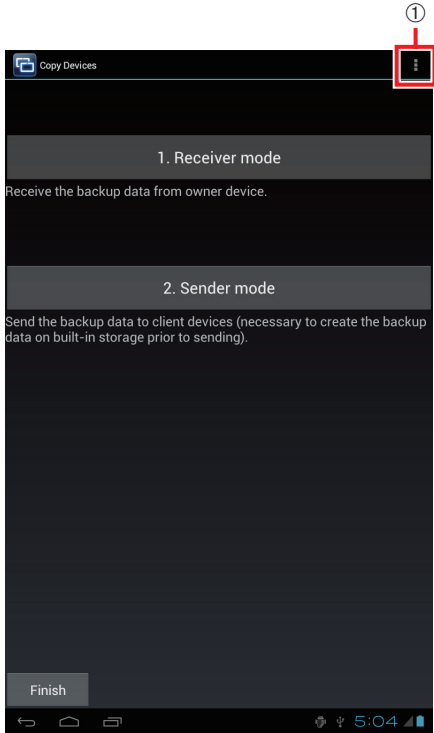 ①
Copy Devices
1. Receiver mode
Receive the backup data from owner device.
2. Sender mode
Send the backup data to client devices (necessary to create the backup
data on built-in storage prior to sending).
Finish
5:04